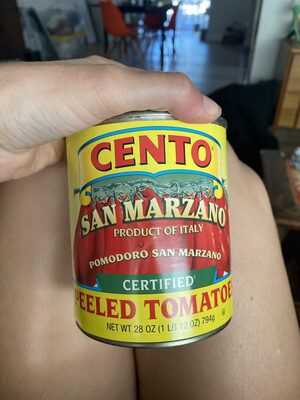 CENTO®
SAN MARZANO
PRODUCT OF ITALY
POMODORO SAN MARZANO
CERTIFIED
PEELED TOMATOES
NET WT 28 OZ (1 LB 12 OZ) 794g